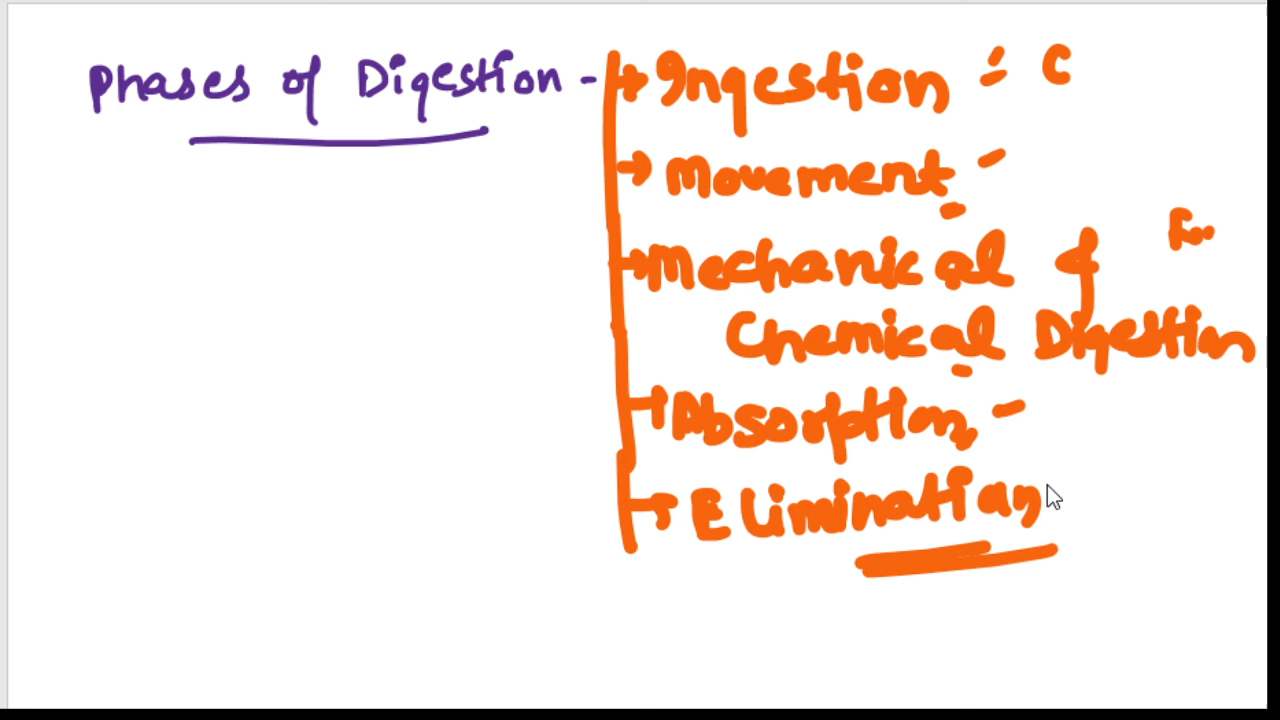 Phases of Digestion - → Ingestion - C
→ Movement -
→ Mechanical &
Chemical Digestion
→ Absorption -
→ Elimination